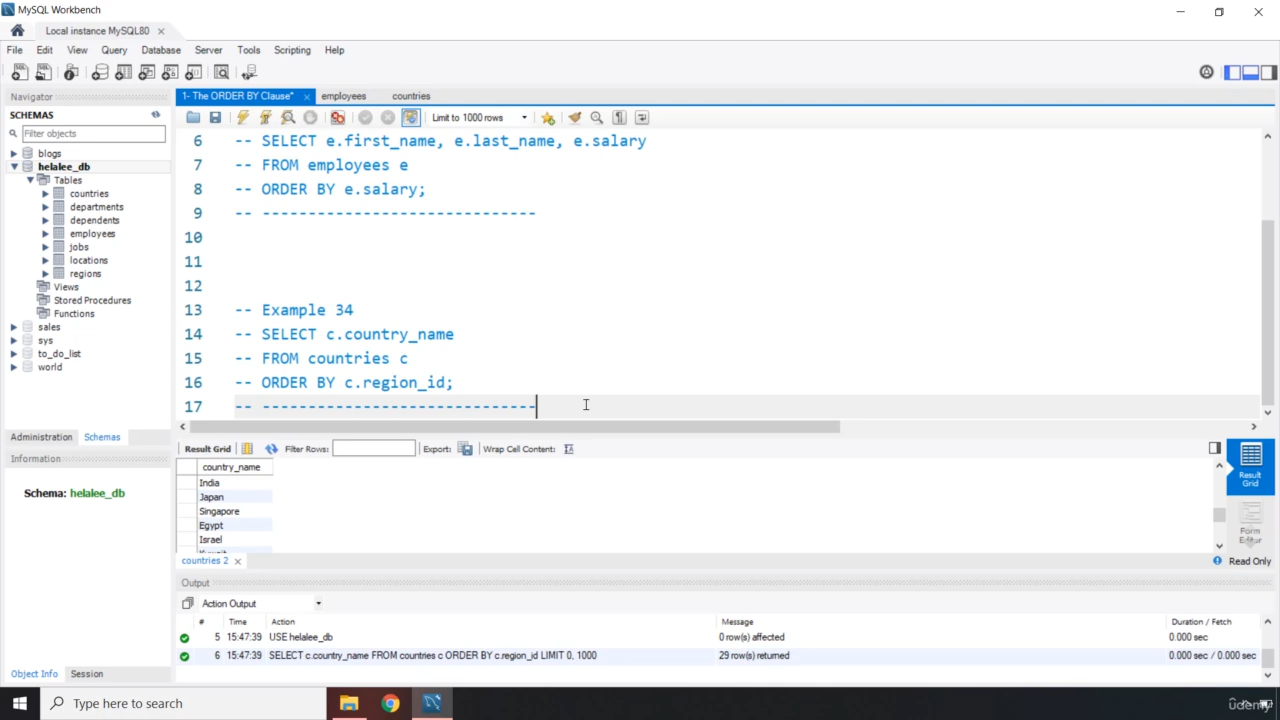 MySQL Workbench
Local instance MySQL80
File Edit View Query Database Server Tools Scripting Help
Navigator
SCHEMAS
Filter objects
blogs
helalee_db
Tables
countries
departments
dependents
employees
jobs
locations
regions
Views
Stored Procedures
Functions
sales
sys
to_do_list
world
Administration Schemas
Information
Schema: helalee_db
Object Info Session
1- The ORDER BY Clause* employees countries
Limit to 1000 rows
6 -- SELECT e.first_name, e.last_name, e.salary
7 -- FROM employees e
8 -- ORDER BY e.salary;
9 -- ------------------------------
10
11
12
13 -- Example 34
14 -- SELECT c.country_name
15 -- FROM countries c
16 -- ORDER BY c.region_id;
17 -- ------------------------------
Result Grid Filter Rows: Export: Wrap Cell Content:
country_name
India
Japan
Singapore
Egypt
Israel
Kuwait
Result Grid
Form Editor
countries 2 Read Only
Output
Action Output
# Time Action Message Duration / Fetch
5 15:47:39 USE helalee_db 0 row(s) affected 0.000 sec
6 15:47:39 SELECT c.country_name FROM countries c ORDER BY c.region_id LIMIT 0, 1000 29 row(s) returned 0.000 sec / 0.000 sec
Type here to search
udemy